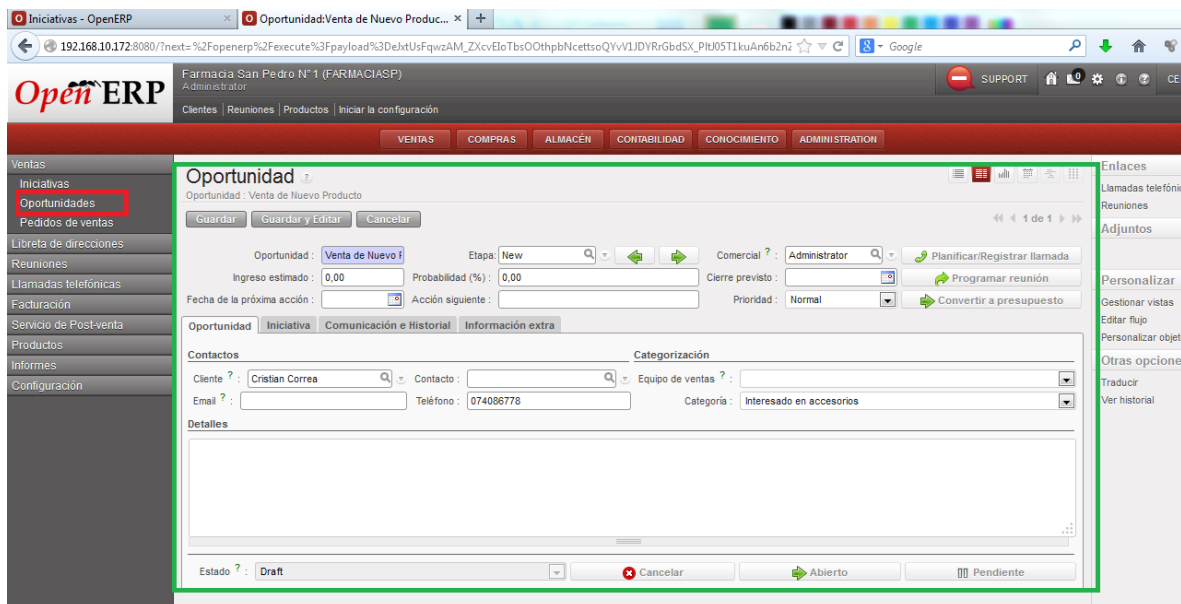 Iniciativas - OpenERP
Oportunidad:Venta de Nuevo Produc...
192.168.10.172:8080/?
Google
Open ERP
Farmacia San Pedro N°1 (FARMACIASP)
Administrator
Clientes | Reuniones | Productos | Iniciar la configuración
SUPPORT
0
CE
VENTAS COMPRAS ALMACÉN CONTABILIDAD CONOCIMIENTO ADMINISTRATION
Ventas
Iniciativas
Oportunidades
Pedidos de ventas
Libreta de direcciones
Reuniones
Llamadas telefónicas
Facturación
Servicio de Post-venta
Productos
Informes
Configuración
Oportunidad ?
Oportunidad : Venta de Nuevo Producto
Guardar Guardar y Editar Cancelar
1 de 1
Oportunidad : Venta de Nuevo F Etapa: New Comercial ? : Administrator Planificar/Registrar llamada
Ingreso estimado : 0,00 Probabilidad (%) : 0,00 Cierre previsto : Programar reunión
Fecha de la próxima acción : Acción siguiente : Prioridad : Normal Convertir a presupuesto
Oportunidad Iniciativa Comunicación e Historial Información extra
Contactos Categorización
Cliente ? : Cristian Correa Contacto : Equipo de ventas ? :
Email ? : Teléfono : 074086778 Categoría : Interesado en accesorios
Detalles
Estado ? : Draft Cancelar Abierto Pendiente
Enlaces
Llamadas telefónic
Reuniones
Adjuntos
Personalizar
Gestionar vistas
Editar flujo
Personalizar objet
Otras opcione
Traducir
Ver historial